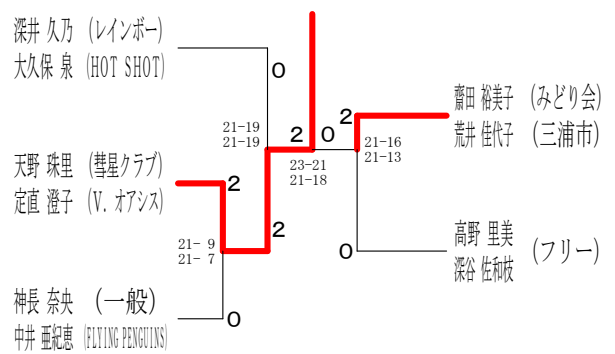 深井 久乃 (レインボー)
大久保 泉 (HOT SHOT)
0
21-19
21-19
2
0
23-21
21-18
2
21-16
21-13
齋田 裕美子 (みどり会)
荒井 佳代子 (三浦市)
天野 珠里 (彗星クラブ)
定直 澄子 (V. オアシス)
2
2
21- 9
21- 7
0
高野 里美
深谷 佐和枝
(フリー)
神長 奈央 (一般)
中井 亜紀恵 (FLYING PENGUINS)
0